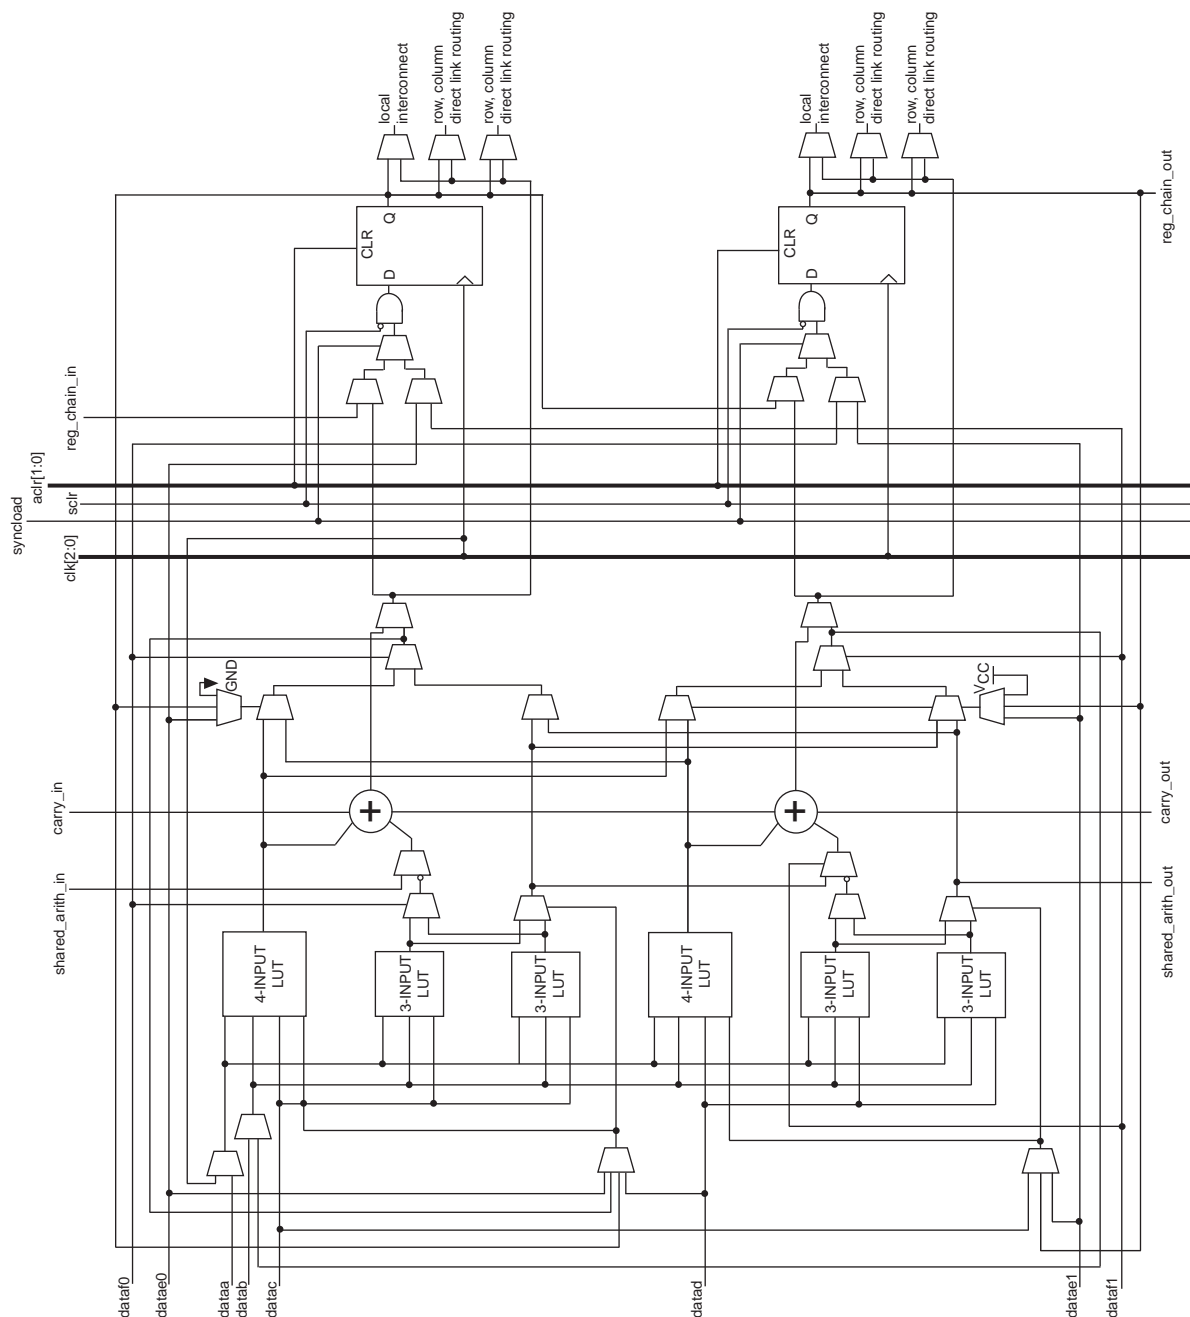 local
interconnect
row, column
direct link routing
row, column
direct link routing
local
interconnect
row, column
direct link routing
row, column
direct link routing
reg_chain_out
Q
CLR
D
Q
CLR
D
reg_chain_in
aclr[1:0]
sclr
syncload
clk[2:0]
GND
VCC
carry_in
+
+
carry_out
shared_arith_in
shared_arith_out
4-INPUT
LUT
3-INPUT
LUT
3-INPUT
LUT
4-INPUT
LUT
3-INPUT
LUT
3-INPUT
LUT
dataf0
datae0
dataa
datab
datac
datad
datae1
dataf1